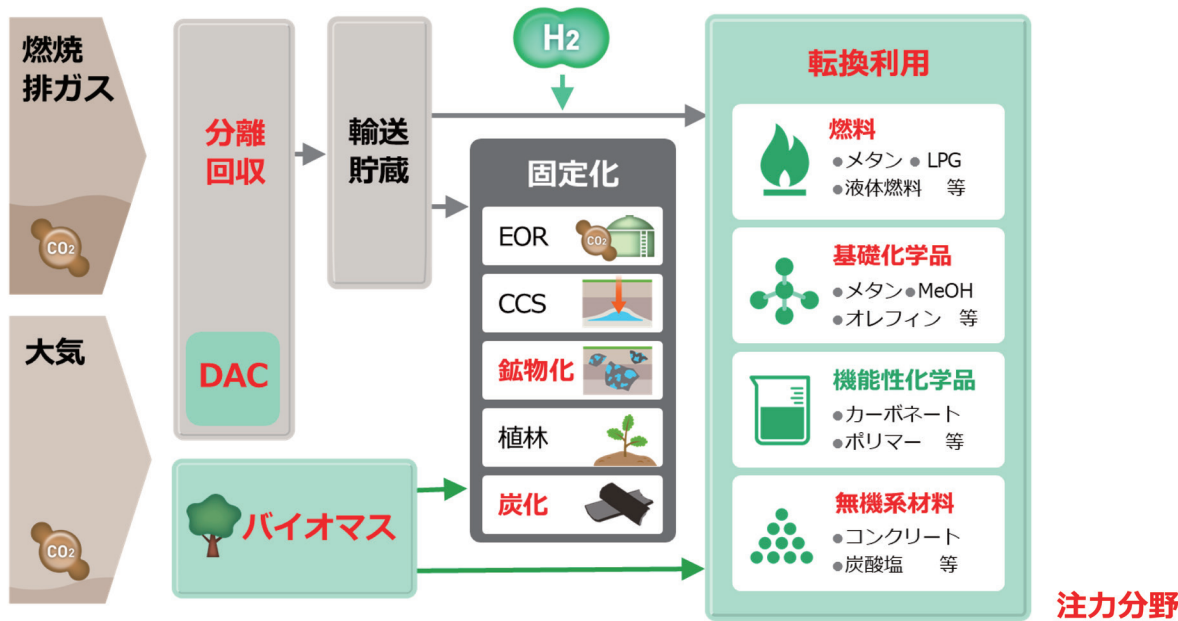 燃焼
排ガス
CO2
大気
CO2
分離
回収
DAC
輸送
貯蔵
バイオマス
H2
固定化
EOR
CO2
CCS
鉱物化
植林
炭化
転換利用
燃料
●メタン ● LPG
●液体燃料 等
基礎化学品
●メタン ●MeOH
●オレフィン 等
機能性化学品
●カーボネート
●ポリマー 等
無機系材料
●コンクリート
●炭酸塩 等
注力分野